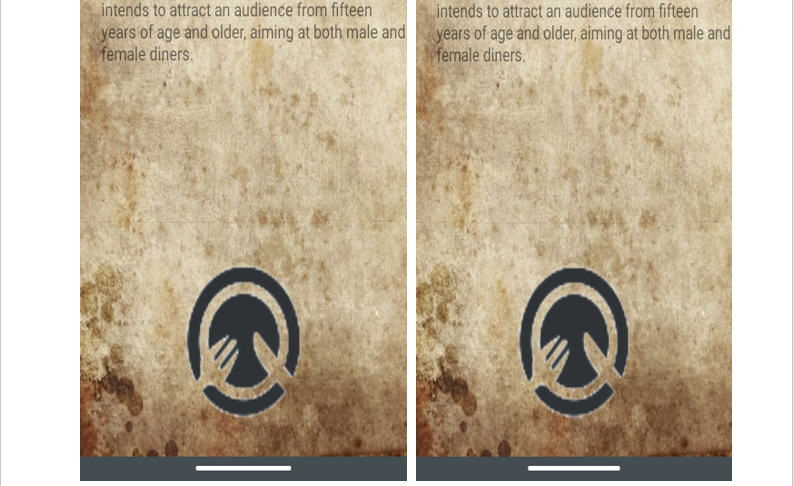 intends to attract an audience from fifteen
years of age and older, aiming at both male and
female diners.
intends to attract an audience from fifteen
years of age and older, aiming at both male and
female diners.